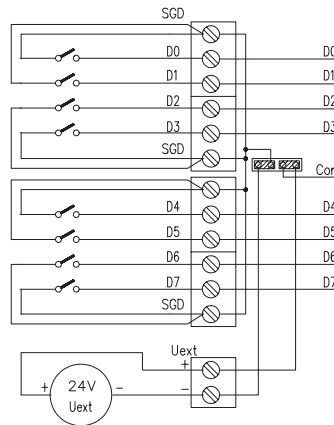 SGD
D0 D0
D1 D1
D2 D2
D3 D3
SGD
D4 D4
D5 D5
D6 D6
D7 D7
SGD
Uext
+
+ 24V - -
Uext